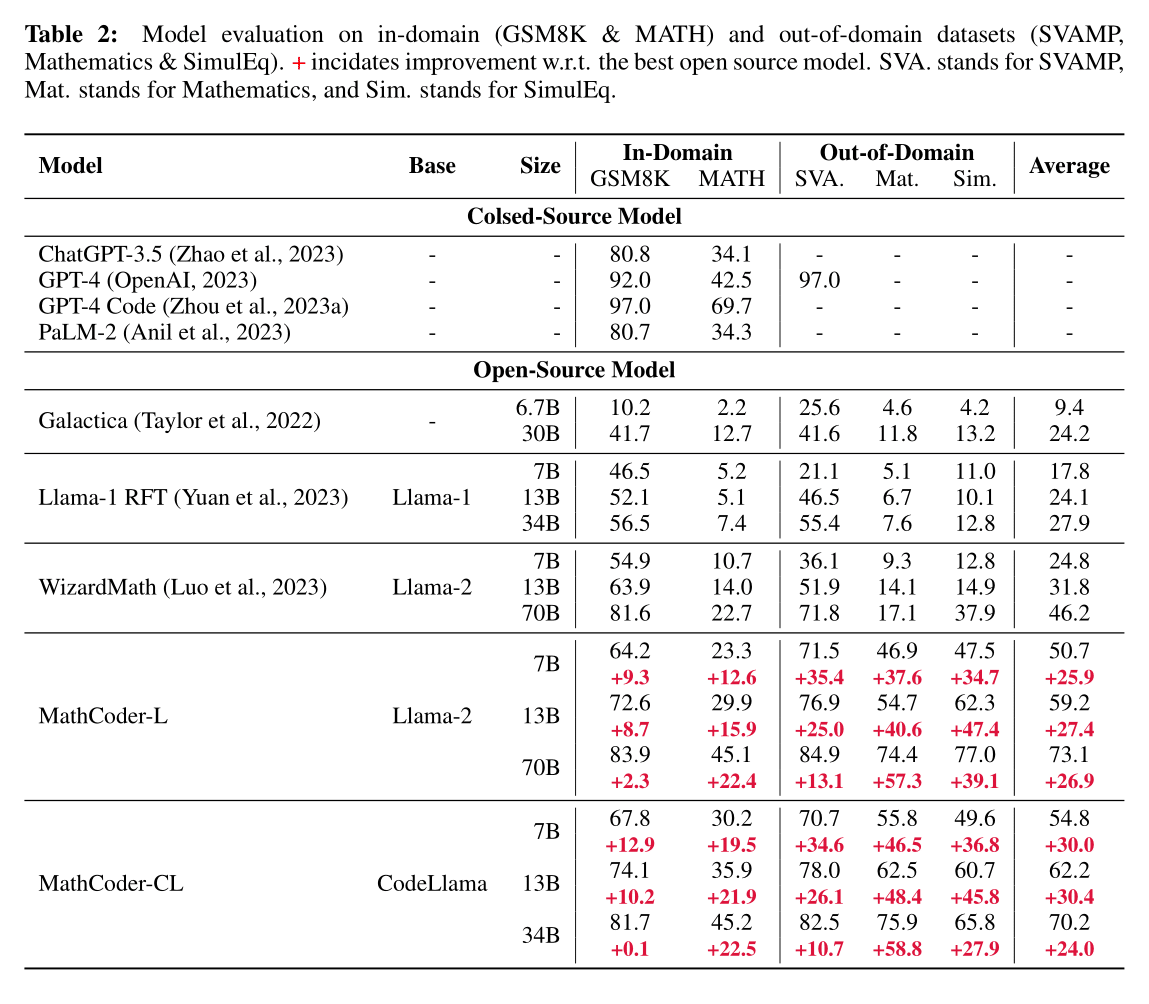 Table 2: Model evaluation on in-domain (GSM8K & MATH) and out-of-domain datasets (SVAMP,
Mathematics & SimulEq). + incidates improvement w.r.t. the best open source model. SVA. stands for SVAMP,
Mat. stands for Mathematics, and Sim. stands for SimulEq.
Model Base Size In-Domain Out-of-Domain Average
GSM8K MATH SVA. Mat. Sim.
Colsed-Source Model
ChatGPT-3.5 (Zhao et al., 2023) - - 80.8 34.1 - - - -
GPT-4 (OpenAI, 2023) - - 92.0 42.5 97.0 - - -
GPT-4 Code (Zhou et al., 2023a) - - 97.0 69.7 - - - -
PaLM-2 (Anil et al., 2023) - - 80.7 34.3 - - - -
Open-Source Model
Galactica (Taylor et al., 2022) - 6.7B 10.2 2.2 25.6 4.6 4.2 9.4
30B 41.7 12.7 41.6 11.8 13.2 24.2
7B 46.5 5.2 21.1 5.1 11.0 17.8
Llama-1 RFT (Yuan et al., 2023) Llama-1 13B 52.1 5.1 46.5 6.7 10.1 24.1
34B 56.5 7.4 55.4 7.6 12.8 27.9
7B 54.9 10.7 36.1 9.3 12.8 24.8
WizardMath (Luo et al., 2023) Llama-2 13B 63.9 14.0 51.9 14.1 14.9 31.8
70B 81.6 22.7 71.8 17.1 37.9 46.2
7B 64.2 23.3 71.5 46.9 47.5 50.7
+9.3 +12.6 +35.4 +37.6 +34.7 +25.9
MathCoder-L Llama-2 13B 72.6 29.9 76.9 54.7 62.3 59.2
+8.7 +15.9 +25.0 +40.6 +47.4 +27.4
70B 83.9 45.1 84.9 74.4 77.0 73.1
+2.3 +22.4 +13.1 +57.3 +39.1 +26.9
7B 67.8 30.2 70.7 55.8 49.6 54.8
+12.9 +19.5 +34.6 +46.5 +36.8 +30.0
MathCoder-CL CodeLlama 13B 74.1 35.9 78.0 62.5 60.7 62.2
+10.2 +21.9 +26.1 +48.4 +45.8 +30.4
34B 81.7 45.2 82.5 75.9 65.8 70.2
+0.1 +22.5 +10.7 +58.8 +27.9 +24.0